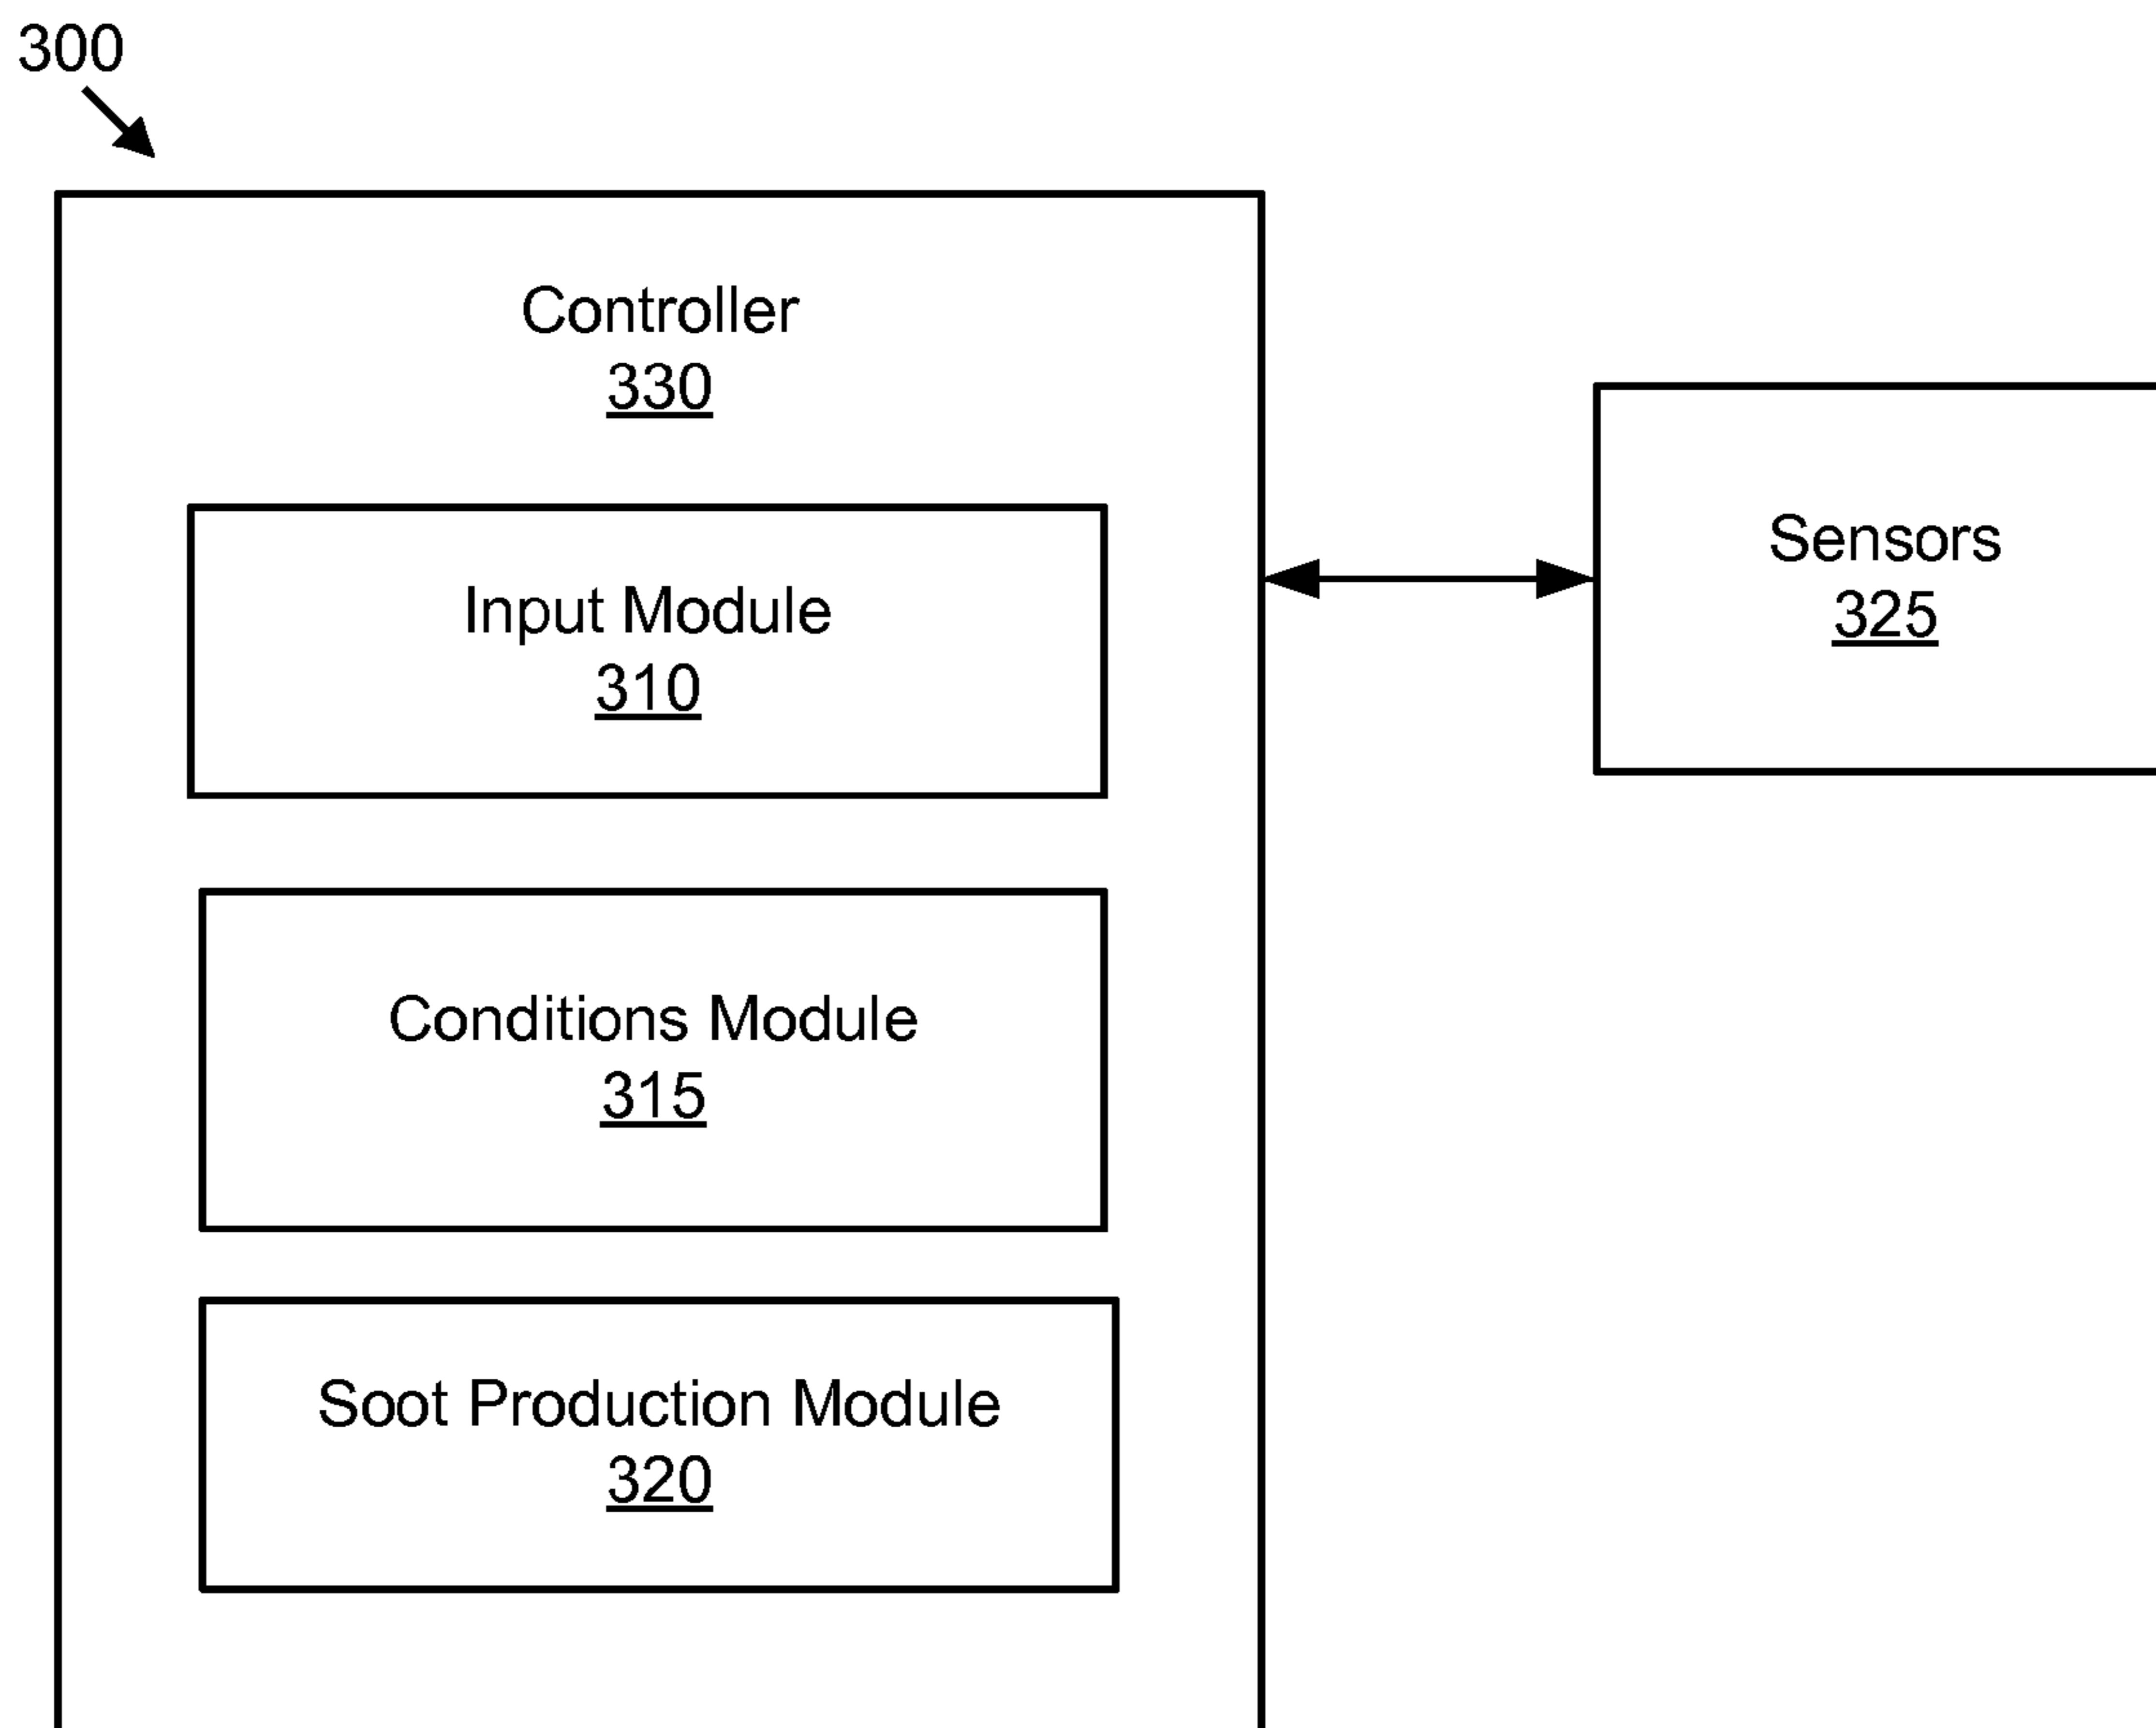 300
Controller
330
Input Module
310
Sensors
325
Conditions Module
315
Soot Production Module
320